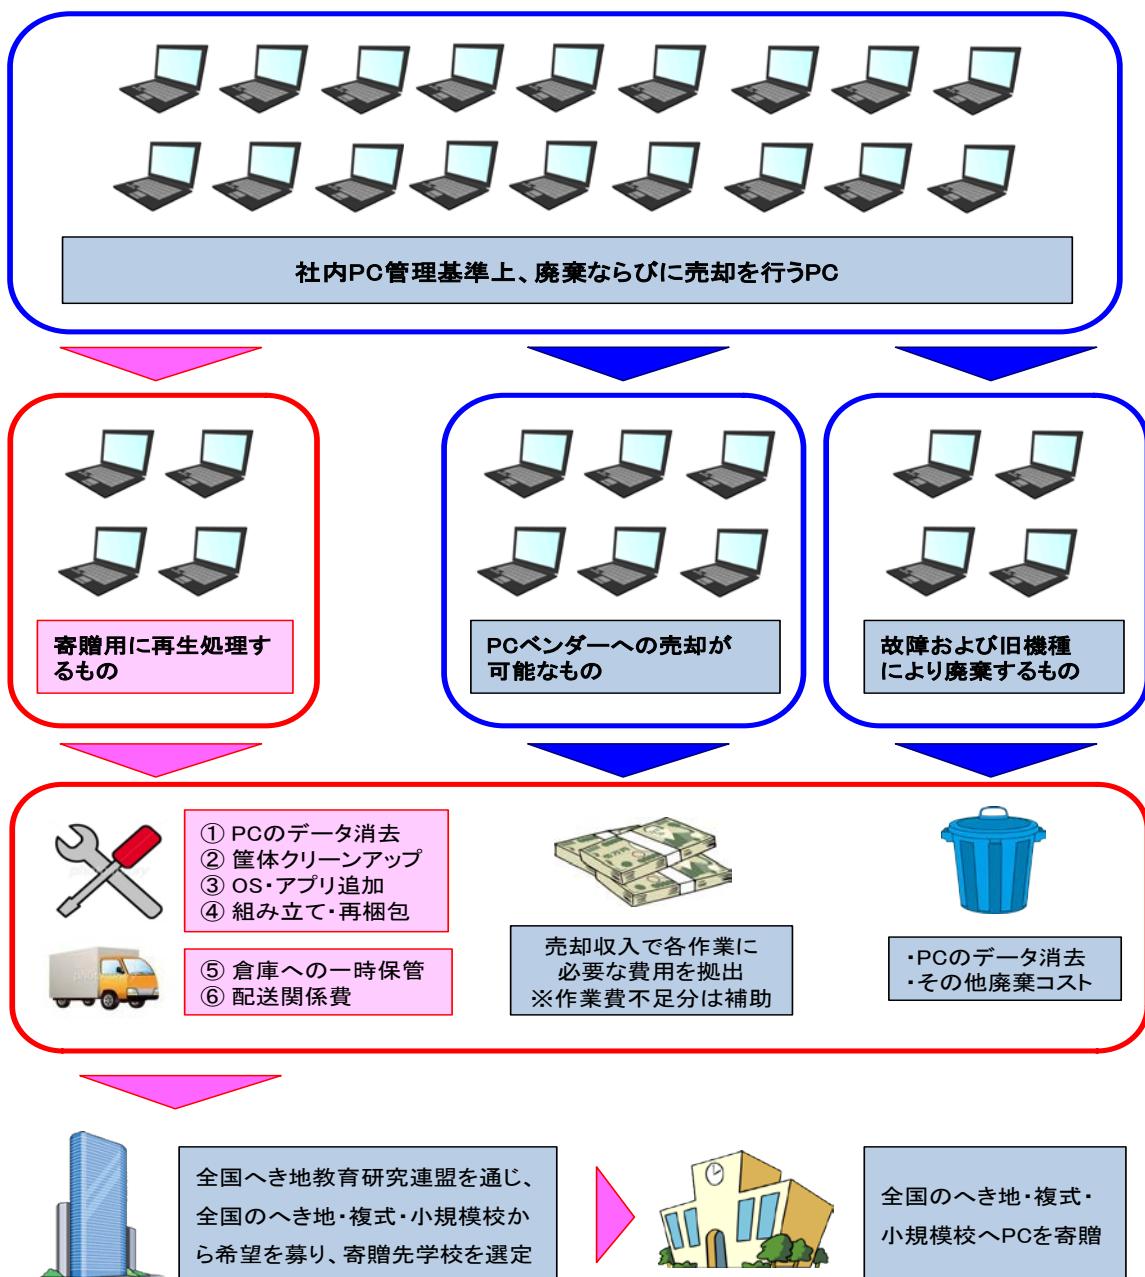 社内PC管理基準上、廃棄ならびに売却を行うPC
寄贈用に再生処理す
るもの
PCベンダーへの売却が
可能なもの
故障および旧機種
により廃棄するもの
① PCのデータ消去
② 筐体クリーンアップ
③ OS・アプリ追加
④ 組み立て・再梱包
⑤ 倉庫への一時保管
⑥ 配送関係費
売却収入で各作業に
必要な費用を拠出
※作業費不足分は補助
・PCのデータ消去
・その他廃棄コスト
全国へき地教育研究連盟を通じ、
全国のへき地・複式・小規模校か
ら希望を募り、寄贈先学校を選定
全国のへき地・複式・
小規模校へPCを寄贈